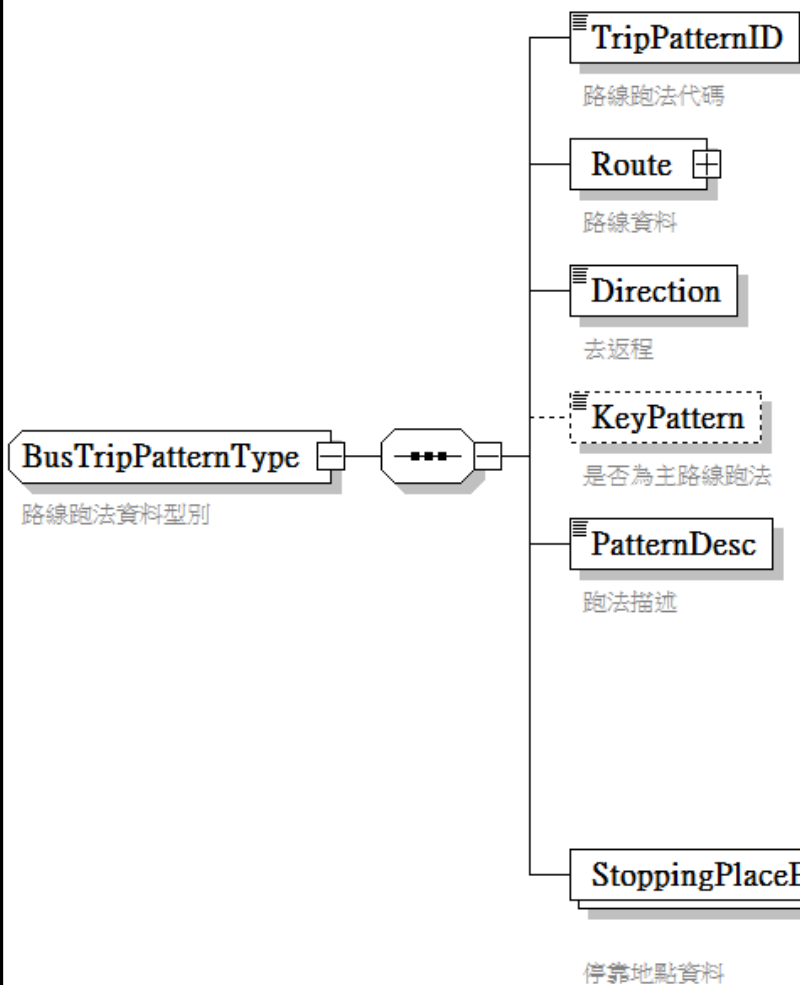 TripPatternID
路線跑法代碼
Route
路線資料
Direction
去返程
KeyPattern
是否為主路線跑法
BusTripPatternType
路線跑法資料型別
PatternDesc
跑法描述
StoppingPlaceE
停靠地點資料